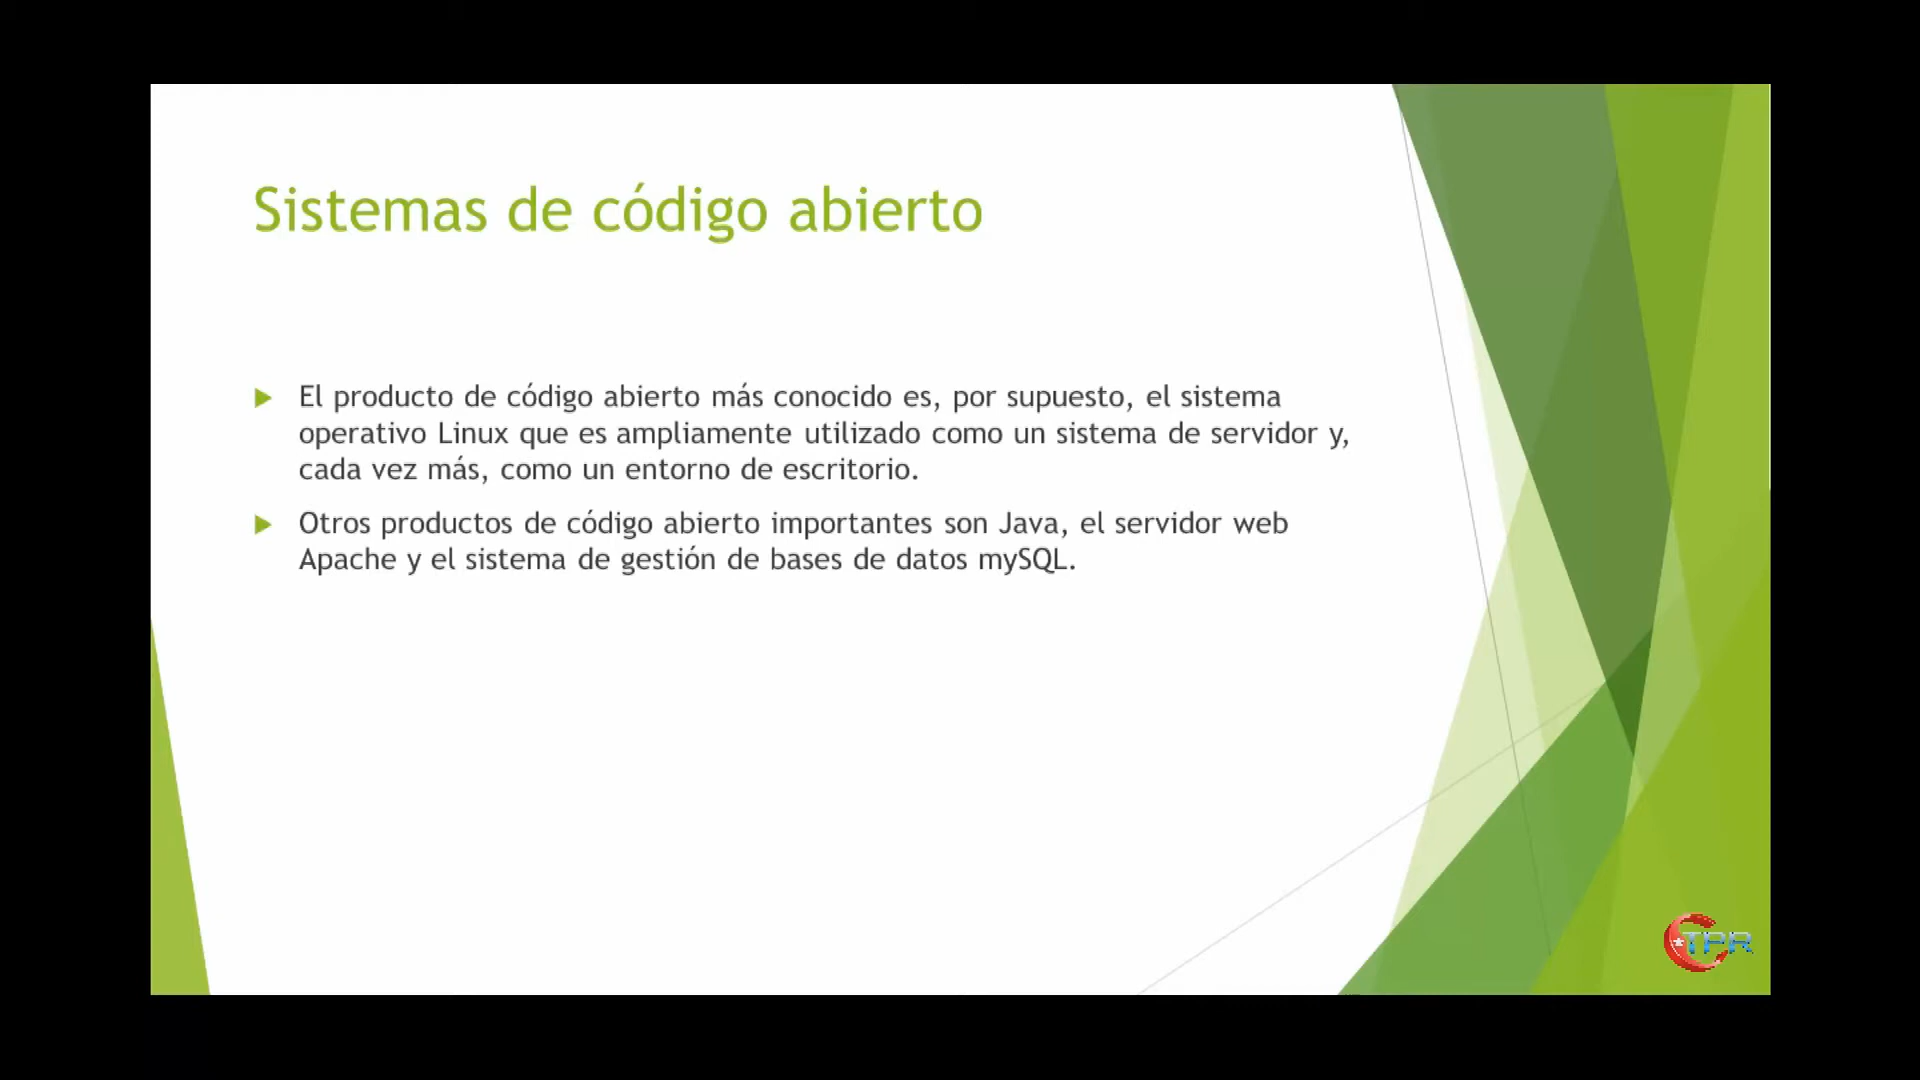 Sistemas de código abierto
El producto de código abierto más conocido es, por supuesto, el sistema
operativo Linux que es ampliamente utilizado como un sistema de servidor y,
cada vez más, como un entorno de escritorio.
Otros productos de código abierto importantes son Java, el servidor web
Apache y el sistema de gestión de bases de datos mySQL.
TPR